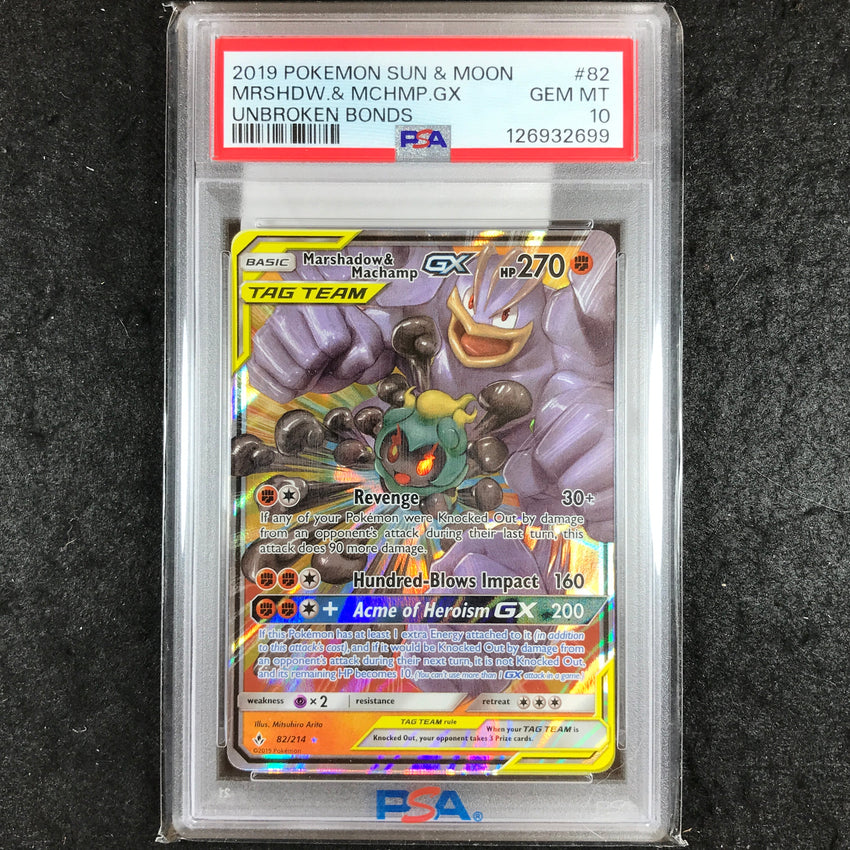 2019 POKEMON SUN & MOON #82
MRSHDW.& MCHMP.GX GEM MT
UNBROKEN BONDS 10
PSA 126932699
BASIC Marshadow& Machamp GX HP 270
TAG TEAM
Revenge 30+
If any of your Pokémon were Knocked Out by damage
from an opponent's attack during their last turn, this
attack does 90 more damage.
Hundred-Blows Impact 160
+ Acme of Heroism GX 200
If this Pokémon has at least 1 extra Energy attached to it (in addition
to this attack's cost), and if it would be Knocked Out by damage from
an opponent's attack during their next turn, it is not Knocked Out,
and its remaining HP becomes 10. (You can't use more than 1 GX attack in a game.)
weakness ×2 resistance retreat
Illus. Mitsuhiro Arito
82/214
©2019 Pokémon
TAG TEAM rule
When your TAG TEAM is
Knocked Out, your opponent takes 3 Prize cards.
PSA®